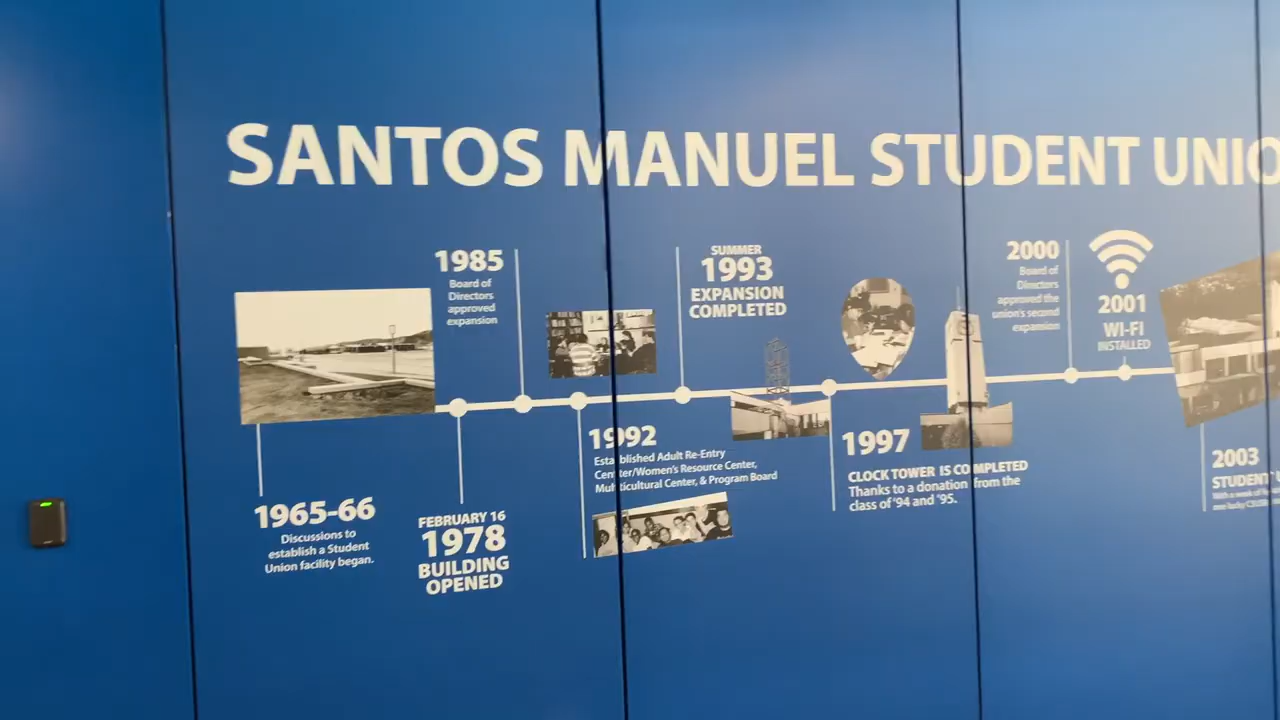 SANTOS MANUEL STUDENT UNIO
1965-66
Discussions to
establish a Student
Union facility began.
FEBRUARY 16
1978
BUILDING
OPENED
1985
Board of
Directors
approved
expansion
1992
Established Adult Re-Entry
Center/Women's Resource Center,
Multicultural Center, & Program Board
SUMMER
1993
EXPANSION
COMPLETED
1997
CLOCK TOWER IS COMPLETED
Thanks to a donation from the
class of '94 and '95.
2000
Board of
Directors
approved the
union's second
expansion
2001
WI-FI
INSTALLED
2003
STUDENT
With a week of